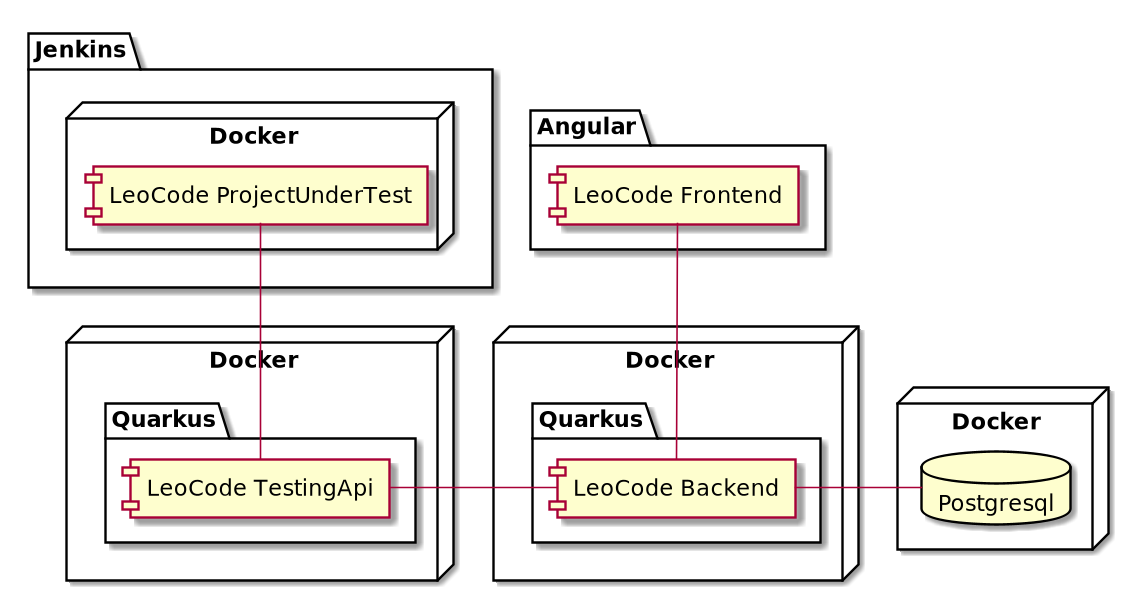 Jenkins
Docker
LeoCode ProjectUnderTest
Angular
LeoCode Frontend
Docker
Quarkus
LeoCode TestingApi
Docker
Quarkus
LeoCode Backend
Docker
Postgresql